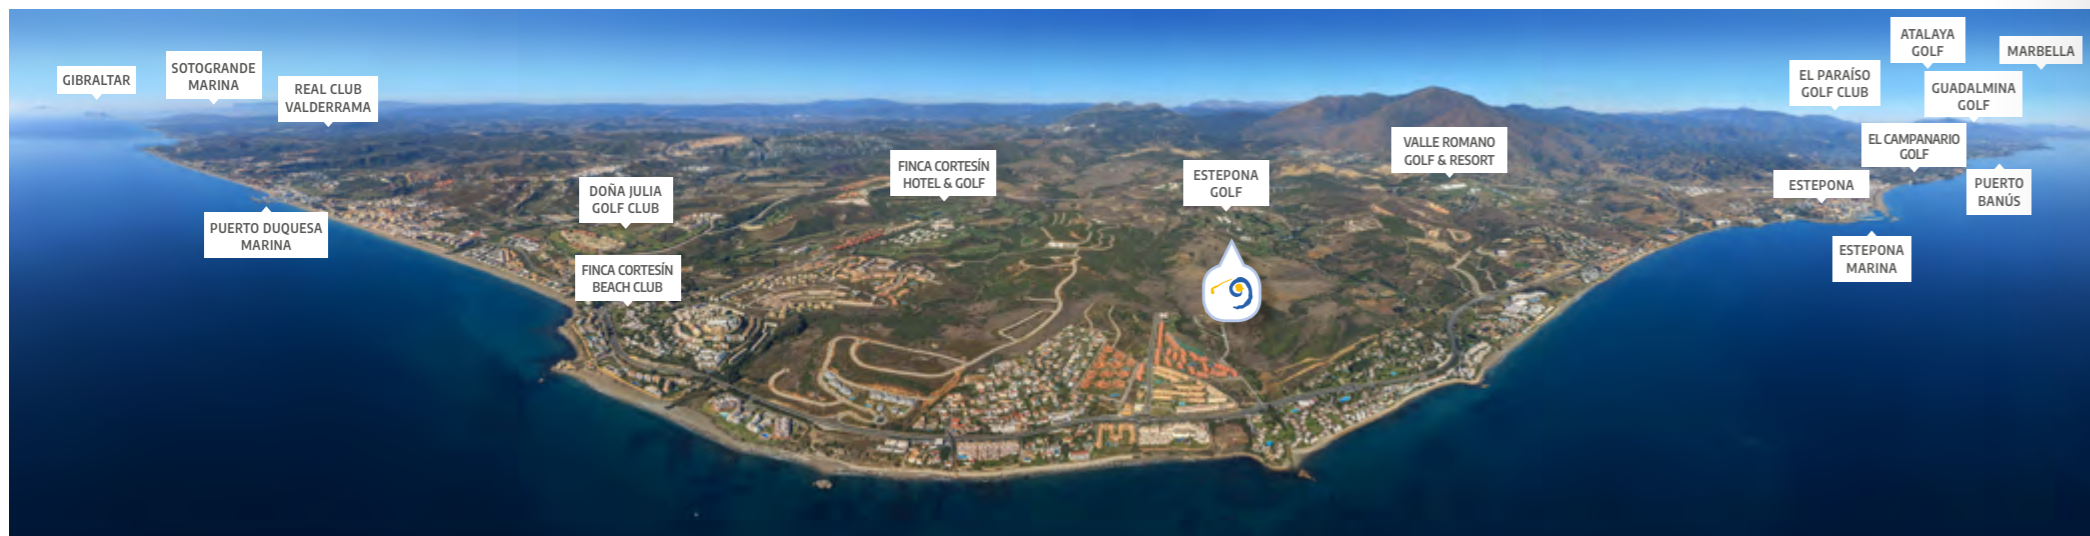 GIBRALTAR
SOTOGRANDE
MARINA
REAL CLUB
VALDERRAMA
PUERTO DUQUESA
MARINA
DOÑA JULIA
GOLF CLUB
FINCA CORTESÍN
BEACH CLUB
FINCA CORTESÍN
HOTEL & GOLF
ESTEPONA
GOLF
VALLE ROMANO
GOLF & RESORT
EL PARAÍSO
GOLF CLUB
ATALAYA
GOLF
MARBELLA
GUADALMINA
GOLF
EL CAMPANARIO
GOLF
ESTEPONA
PUERTO
BANÚS
ESTEPONA
MARINA